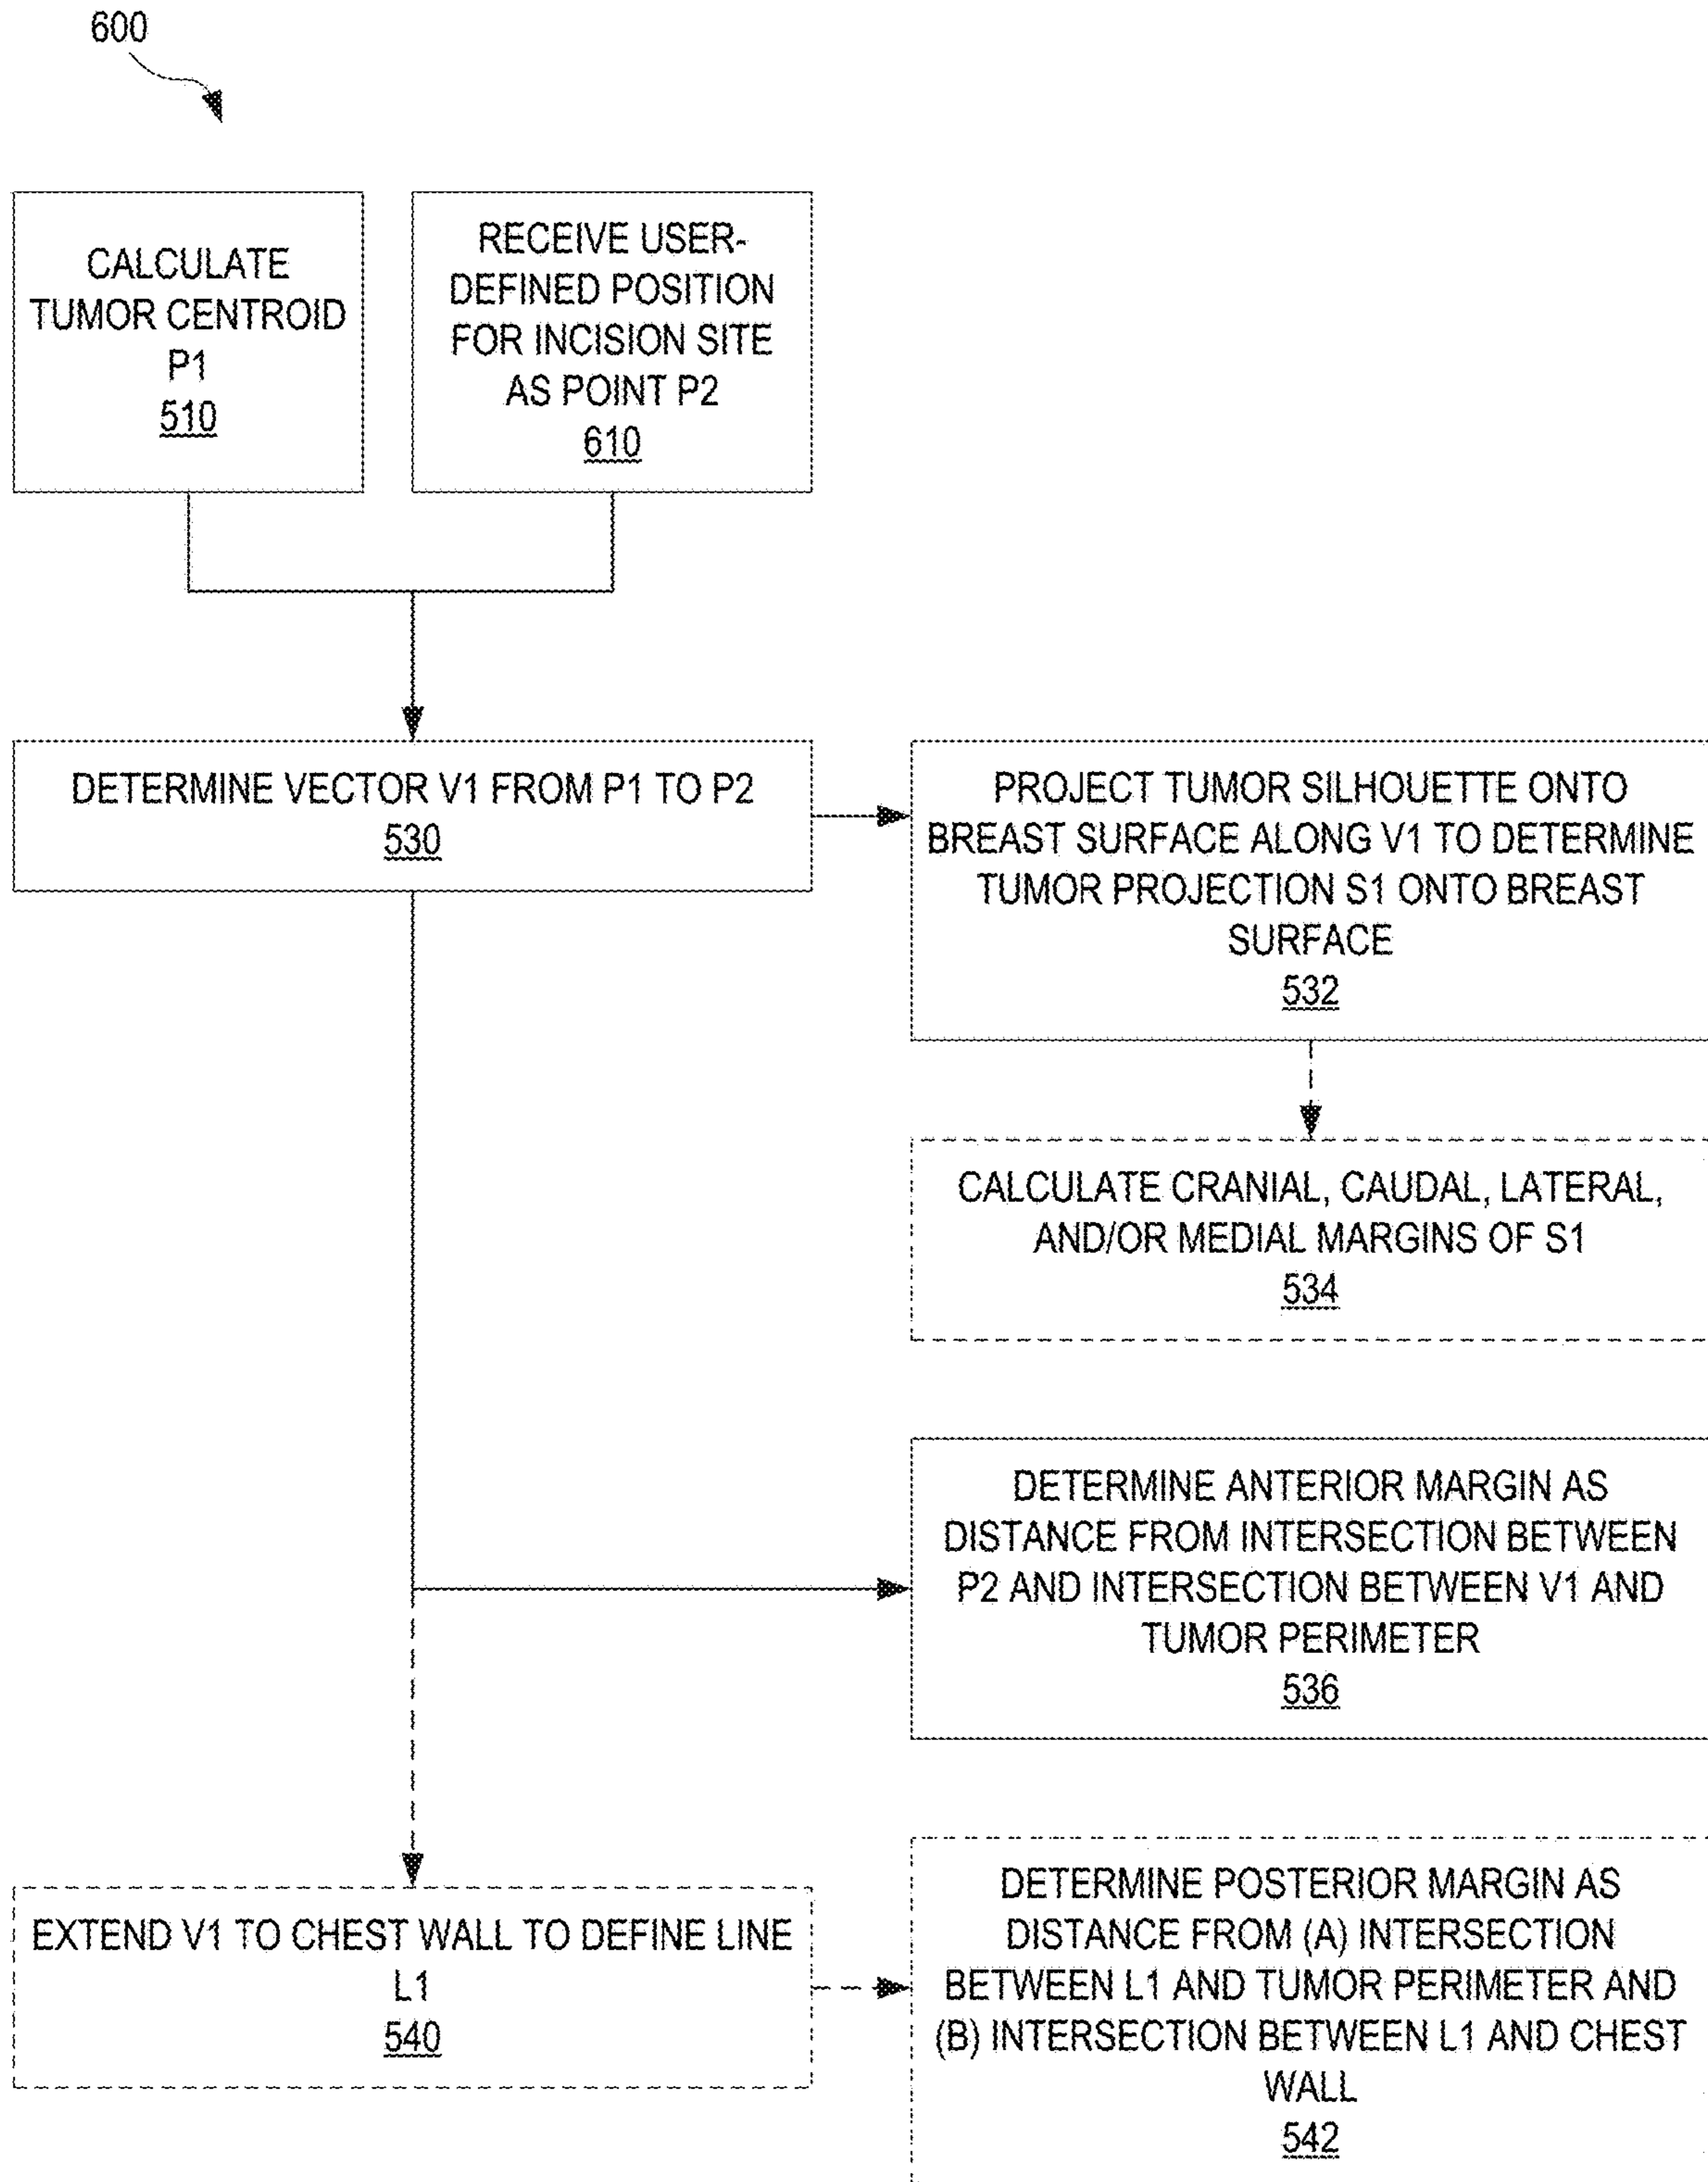 600
CALCULATE
TUMOR CENTROID
P1
510
RECEIVE USER-
DEFINED POSITION
FOR INCISION SITE
AS POINT P2
610
DETERMINE VECTOR V1 FROM P1 TO P2
530
PROJECT TUMOR SILHOUETTE ONTO
BREAST SURFACE ALONG V1 TO DETERMINE
TUMOR PROJECTION S1 ONTO BREAST
SURFACE
532
CALCULATE CRANIAL, CAUDAL, LATERAL,
AND/OR MEDIAL MARGINS OF S1
534
DETERMINE ANTERIOR MARGIN AS
DISTANCE FROM INTERSECTION BETWEEN
P2 AND INTERSECTION BETWEEN V1 AND
TUMOR PERIMETER
536
EXTEND V1 TO CHEST WALL TO DEFINE LINE
L1
540
DETERMINE POSTERIOR MARGIN AS
DISTANCE FROM (A) INTERSECTION
BETWEEN L1 AND TUMOR PERIMETER AND
(B) INTERSECTION BETWEEN L1 AND CHEST
WALL
542